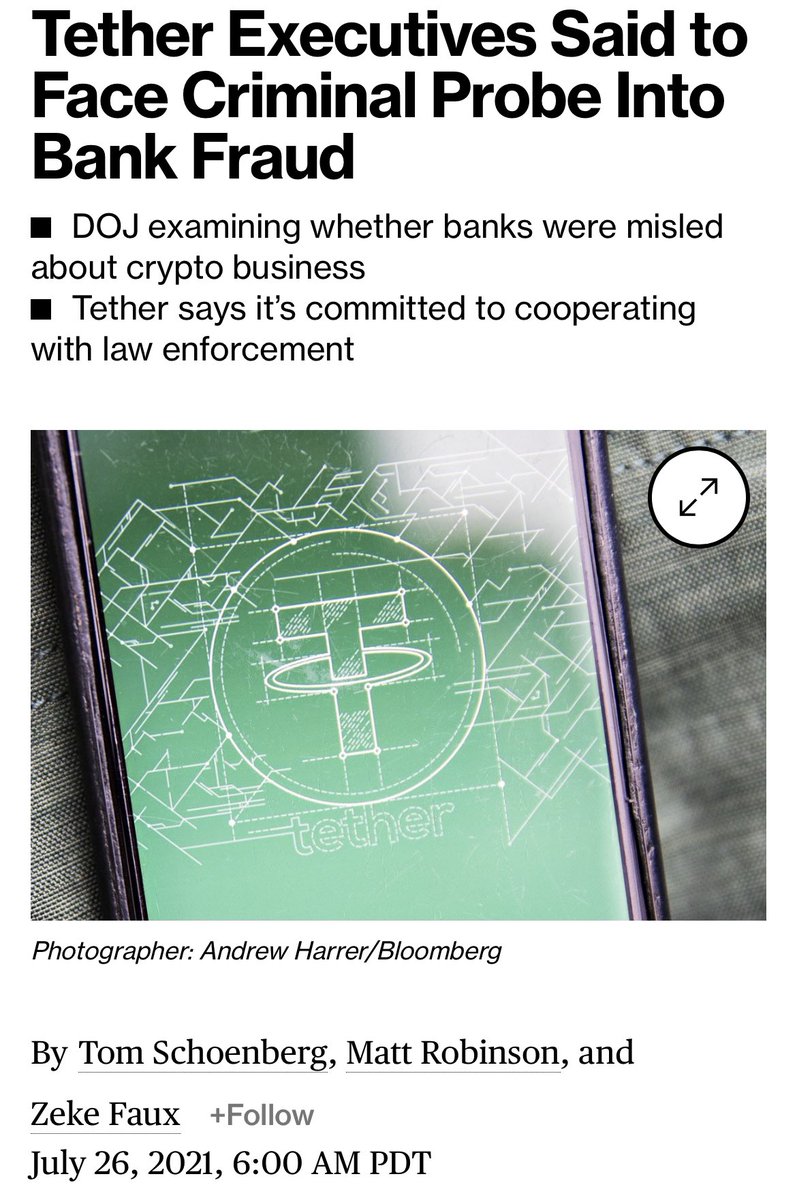 Tether Executives Said to
Face Criminal Probe Into
Bank Fraud
■ DOJ examining whether banks were misled
about crypto business
■ Tether says it’s committed to cooperating
with law enforcement
tether
Photographer: Andrew Harrer/Bloomberg
By Tom Schoenberg, Matt Robinson, and
Zeke Faux +Follow
July 26, 2021, 6:00 AM PDT